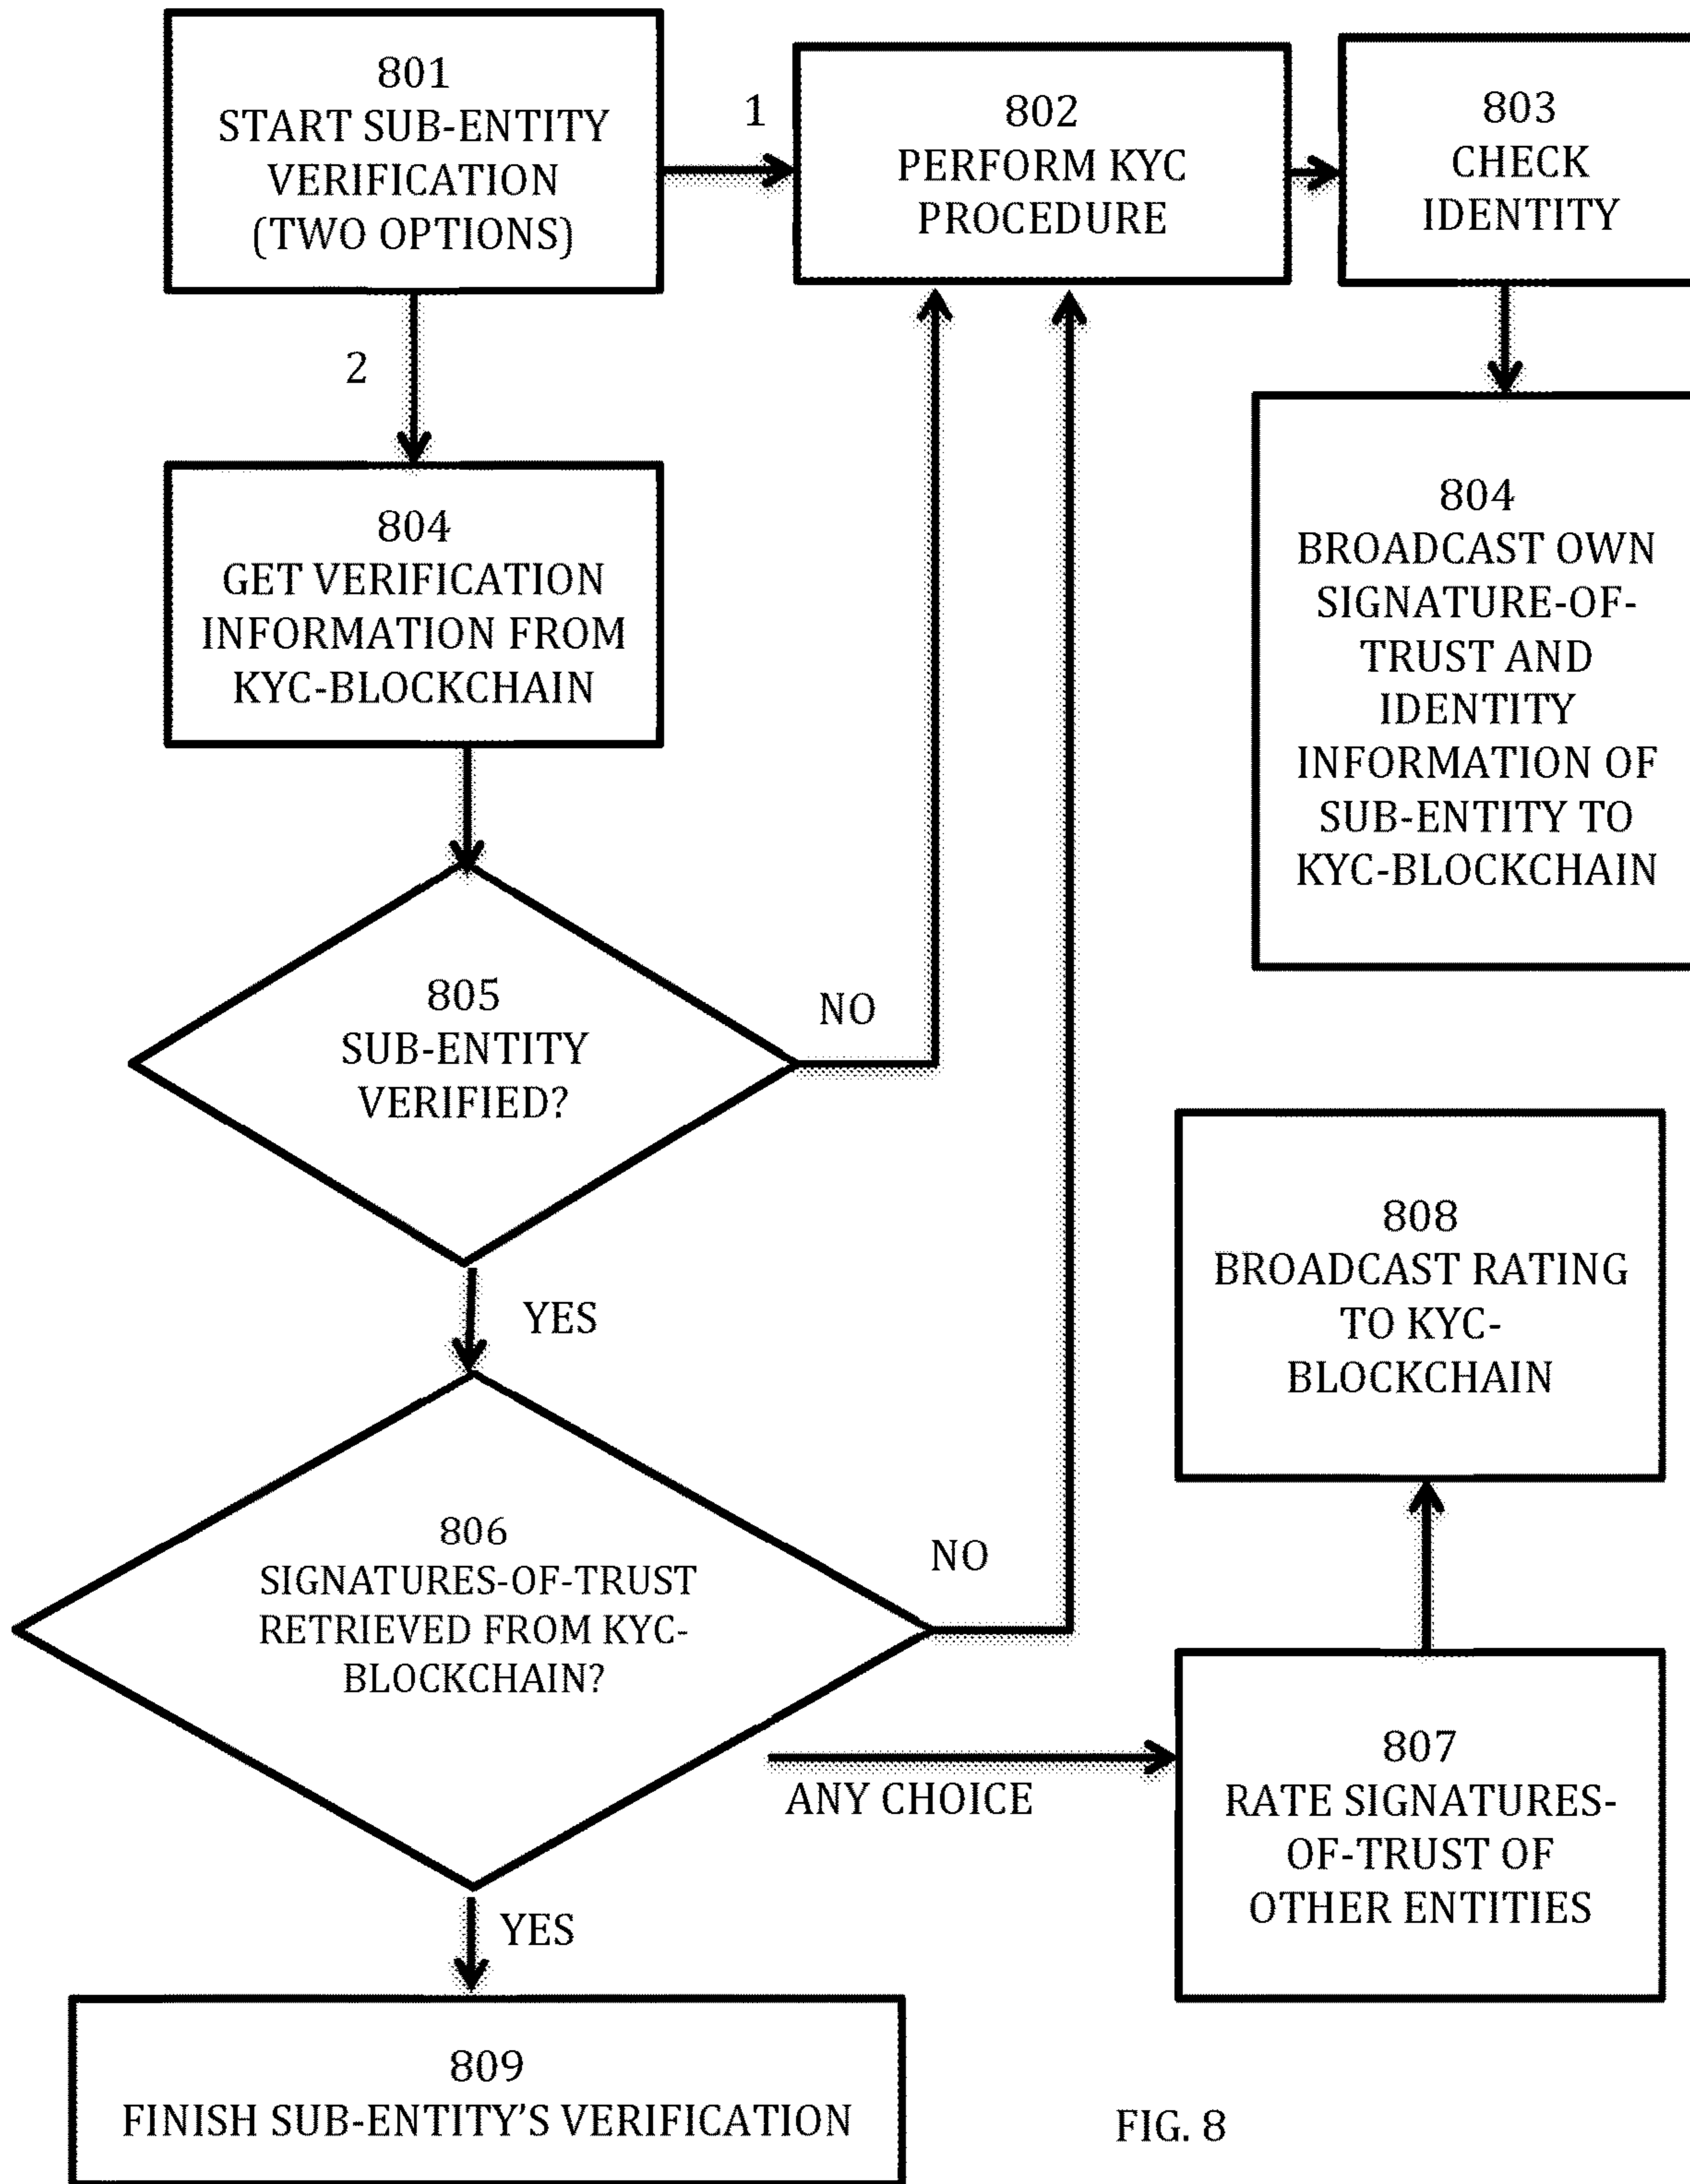 801
START SUB-ENTITY
VERIFICATION
(TWO OPTIONS)
1
802
PERFORM KYC
PROCEDURE
803
CHECK
IDENTITY
2
804
GET VERIFICATION
INFORMATION FROM
KYC-BLOCKCHAIN
804
BROADCAST OWN
SIGNATURE-OF-
TRUST AND
IDENTITY
INFORMATION OF
SUB-ENTITY TO
KYC-BLOCKCHAIN
805
SUB-ENTITY
VERIFIED?
NO
YES
808
BROADCAST RATING
TO KYC-
BLOCKCHAIN
806
SIGNATURES-OF-TRUST
RETRIEVED FROM KYC-
BLOCKCHAIN?
NO
ANY CHOICE
807
RATE SIGNATURES-
OF-TRUST OF
OTHER ENTITIES
YES
809
FINISH SUB-ENTITY’S VERIFICATION
FIG. 8